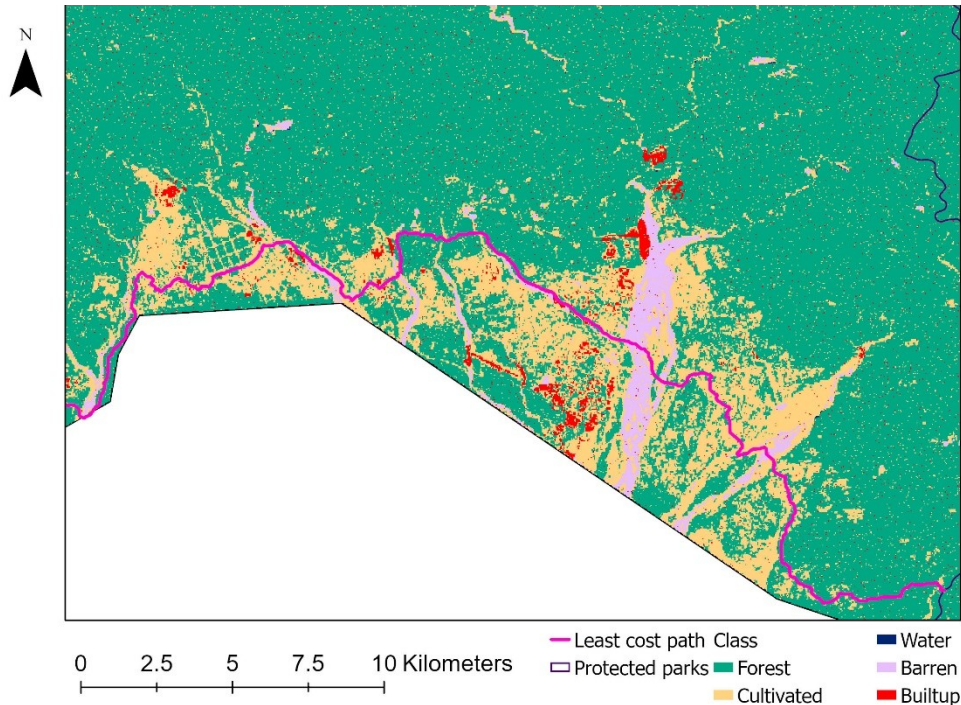 N
0 2.5 5 7.5 10 Kilometers
Least cost path
Protected parks
Class
Forest
Cultivated
Water
Barren
Builtup